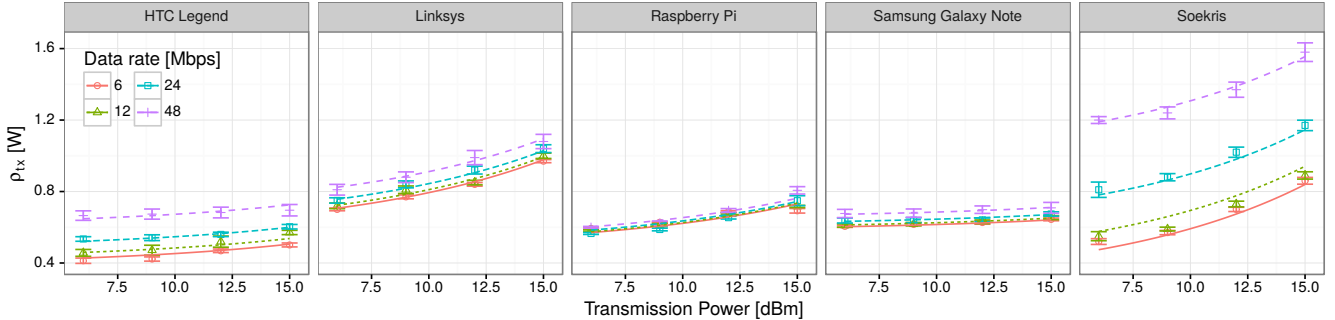 HTC Legend
Linksys
Raspberry Pi
Samsung Galaxy Note
Soekris
Data rate [Mbps]
6 24
12 48
ρtx [W]
1.6
1.2
0.8
0.4
7.5 10.0 12.5 15.0
7.5 10.0 12.5 15.0
7.5 10.0 12.5 15.0
7.5 10.0 12.5 15.0
7.5 10.0 12.5 15.0
Transmission Power [dBm]